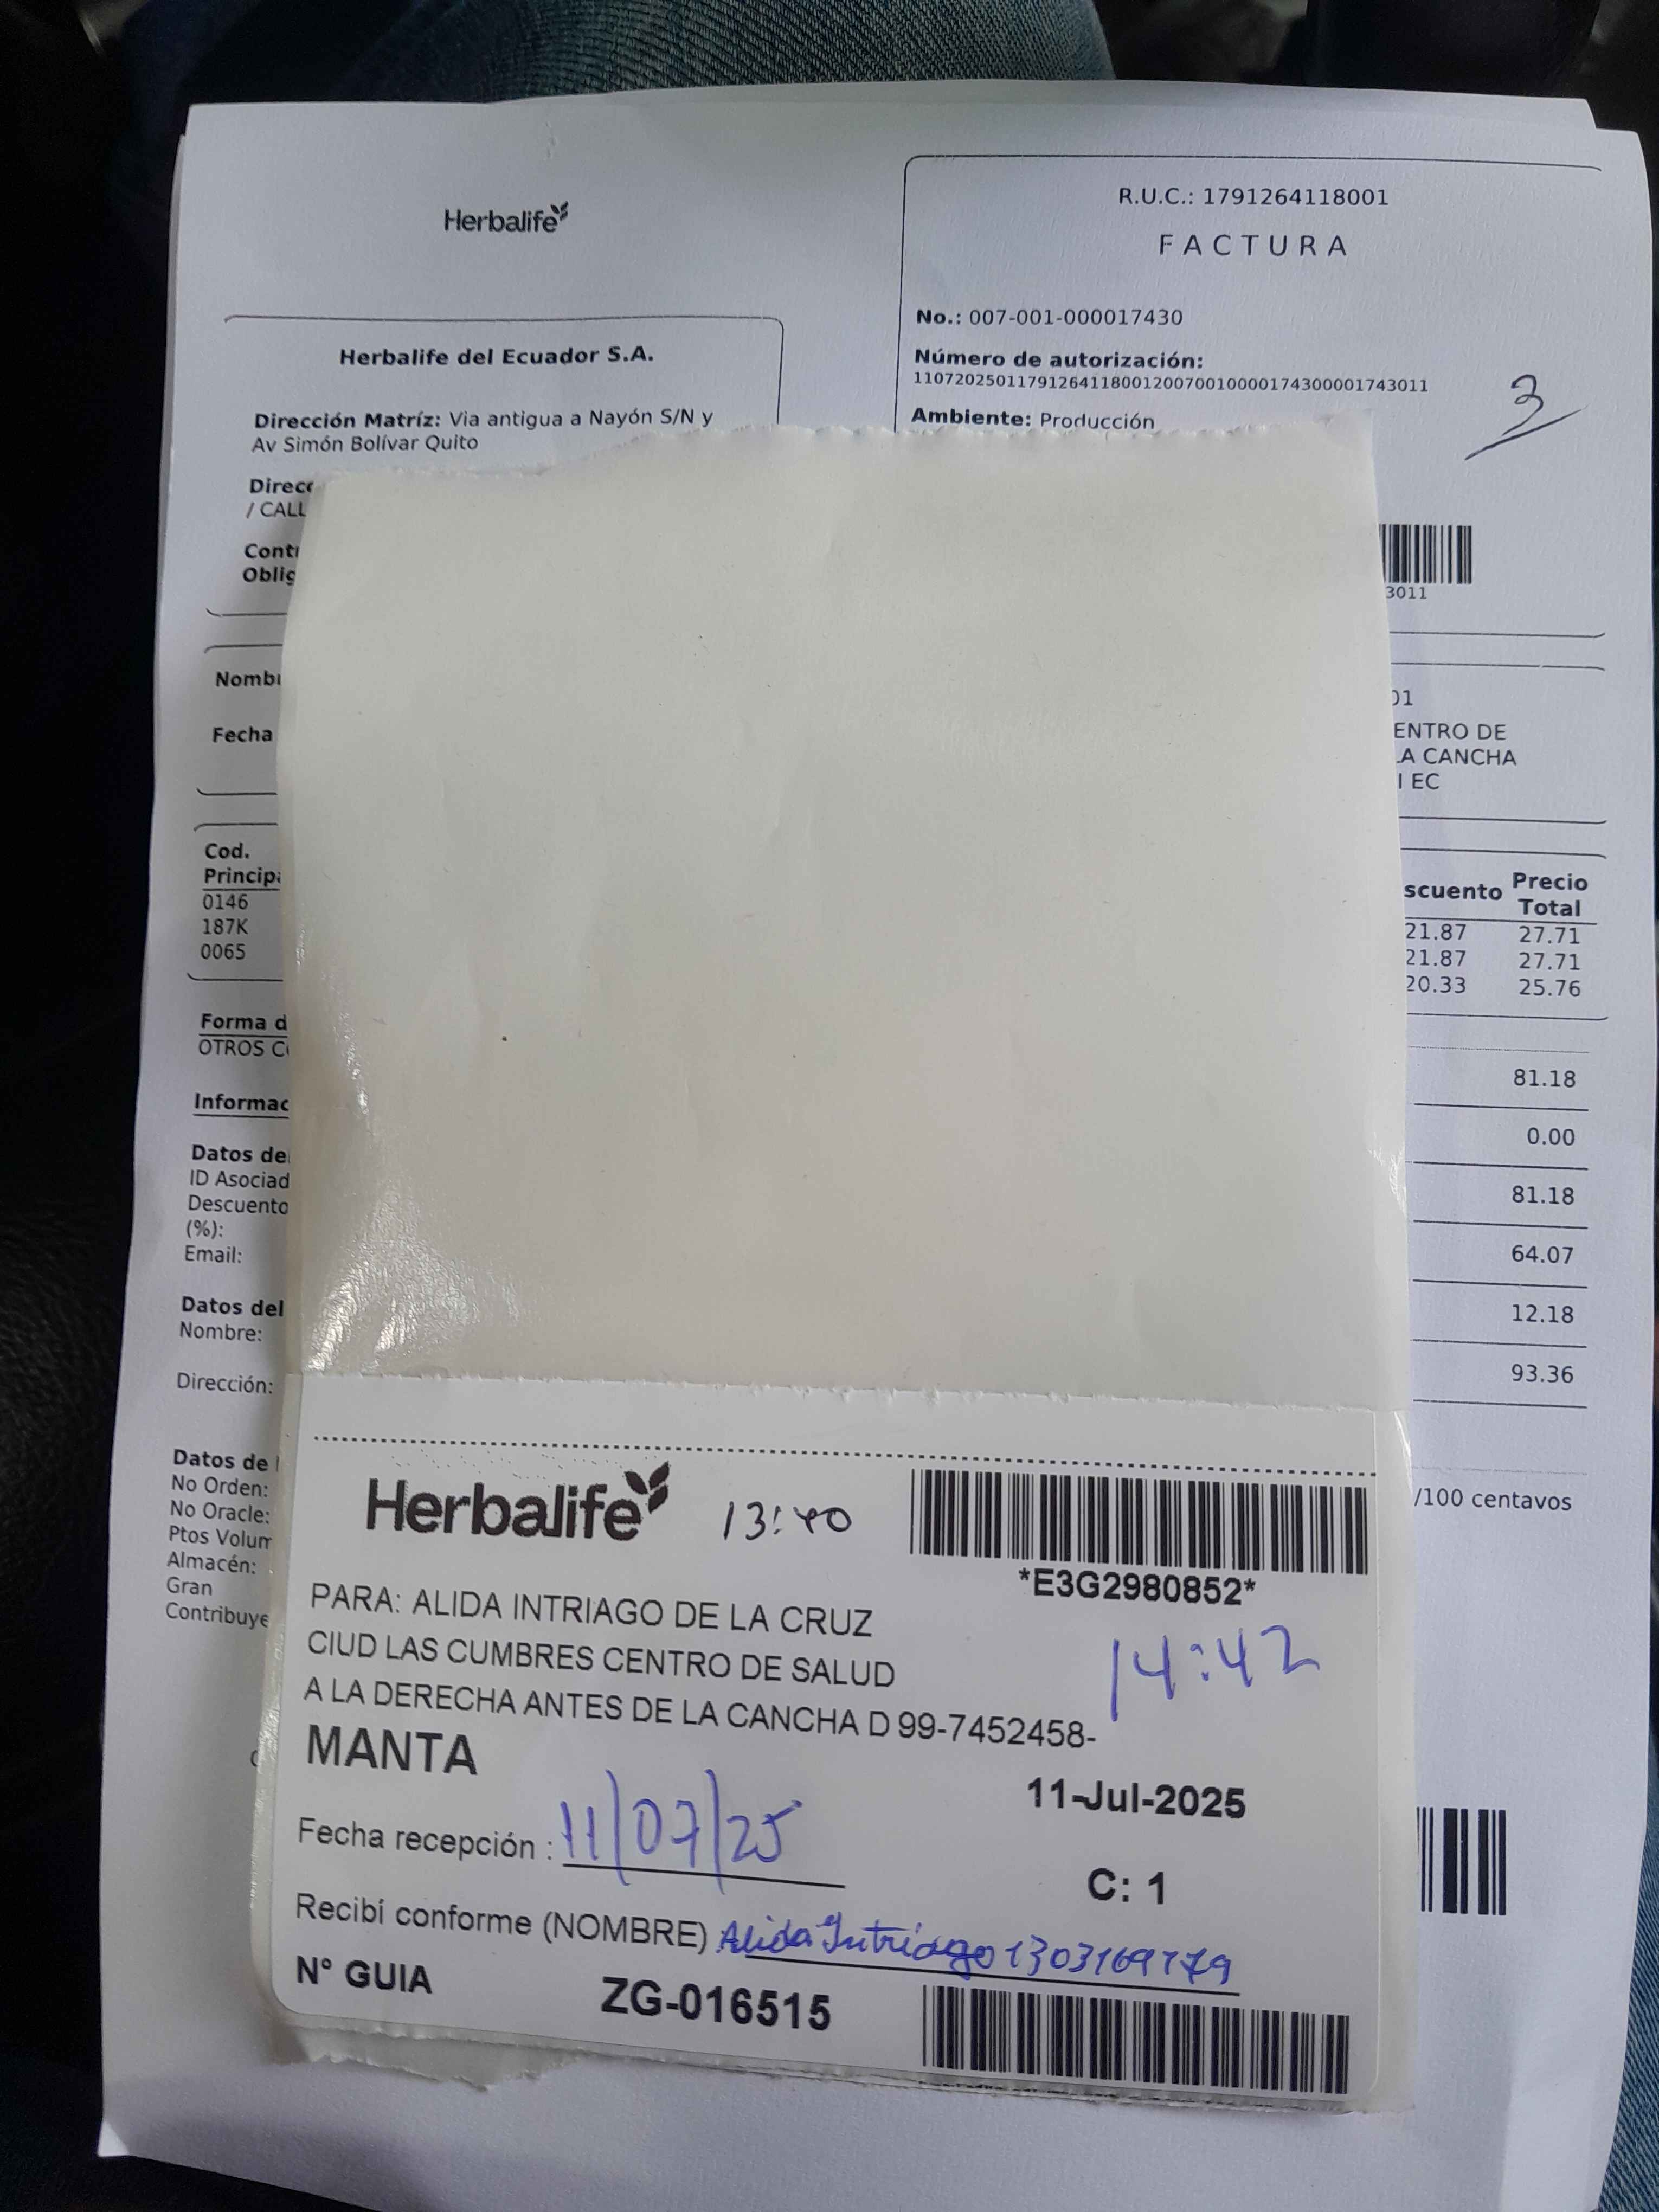 Herbalife
R.U.C.: 1791264118001
FACTURA
No.: 007-001-000017430
Número de autorización:
1107202501179126411800120070010000174300001743011
Ambiente: Producción
3
Herbalife del Ecuador S.A.
Dirección Matríz: Via antigua a Nayón S/N y
Av Simón Bolívar Quito
Direcc
/ CALL
Contr
Oblig
3011
Nombr
Fecha
01
ENTRO DE
LA CANCHA
I EC
Cod.
Principa
scuento Precio
Total
0146 21.87 27.71
187K 21.87 27.71
0065 20.33 25.76
Forma d
OTROS C
81.18
Informac
0.00
Datos de
ID Asociad
81.18
Descuento
(%):
Email:
64.07
Datos del
Nombre:
12.18
Dirección:
93.36
Datos de
No Orden:
No Oracle:
/100 centavos
Ptos Volum
Almacén:
Gran
Contribuye
Herbalife 13:40
*E3G2980852*
PARA: ALIDA INTRIAGO DE LA CRUZ
CIUD LAS CUMBRES CENTRO DE SALUD
14:42
A LA DERECHA ANTES DE LA CANCHA D 99-7452458-
MANTA
11-Jul-2025
Fecha recepción : 11/07/25
C: 1
Recibí conforme (NOMBRE) Alida Intriago 1303169179
N° GUIA ZG-016515